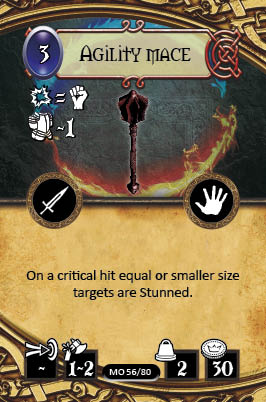 3
AGILITY MACE
=
~1
On a critical hit equal or smaller size
targets are Stunned.
~ 1-2 MO 56/80 2 30